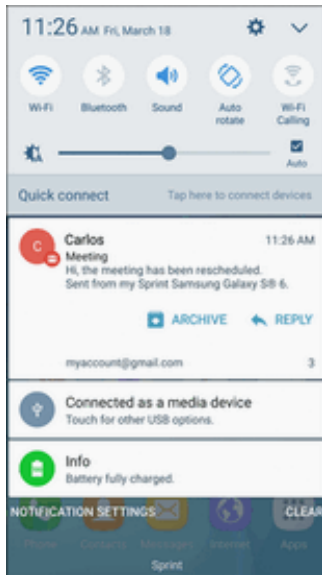 11:26 AM Fri, March 18
Wi-Fi Bluetooth Sound Auto rotate Wi-Fi Calling
Auto
Quick connect Tap here to connect devices
C Carlos 11:26 AM
Meeting
Hi, the meeting has been rescheduled.
Sent from my Sprint Samsung Galaxy S® 6.
ARCHIVE REPLY
myaccount@gmail.com 3
Connected as a media device
Touch for other USB options.
Info
Battery fully charged.
NOTIFICATION SETTINGS CLEAR
Phone Contacts Messages Internet Apps
Sprint